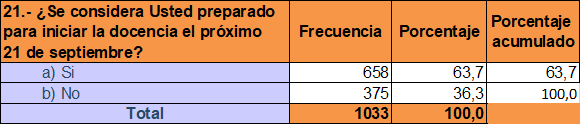 21.- ¿Se considera Usted preparado para iniciar la docencia el próximo 21 de septiembre? Frecuencia Porcentaje Porcentaje acumulado
a) Si 658 63,7 63,7
b) No 375 36,3 100,0
Total 1033 100,0